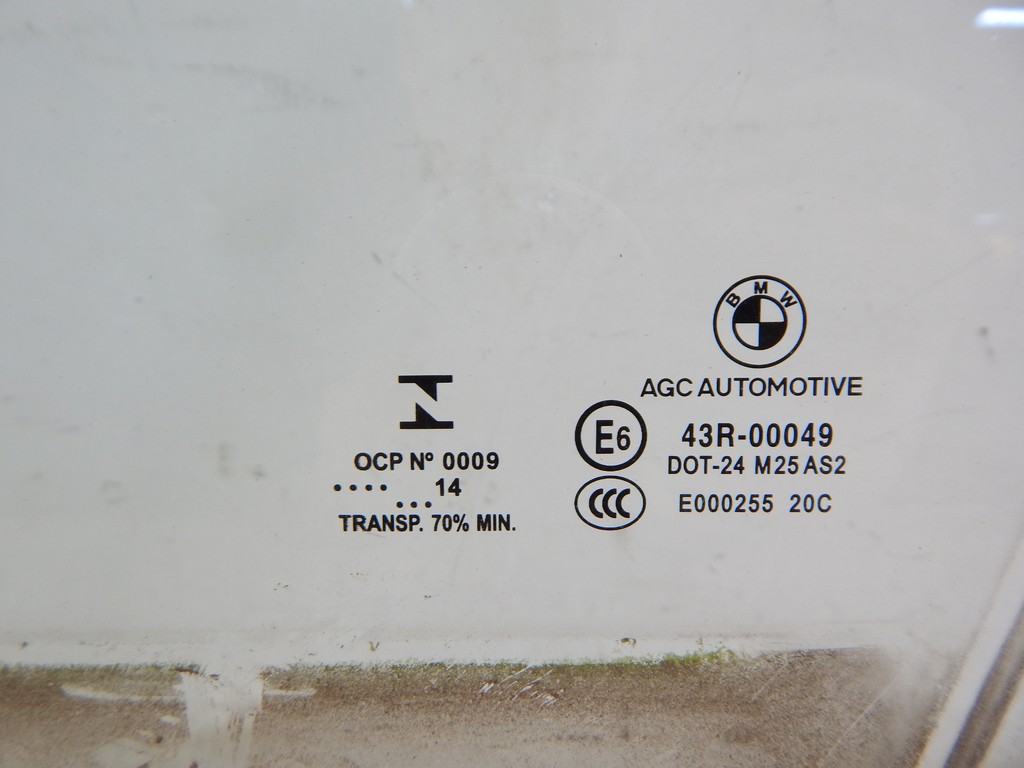 OCP Nº 0009
.... 14
...
TRANSP. 70% MIN.
BMW
AGC AUTOMOTIVE
E6 43R-00049
DOT-24 M25 AS2
CCC E000255 20C